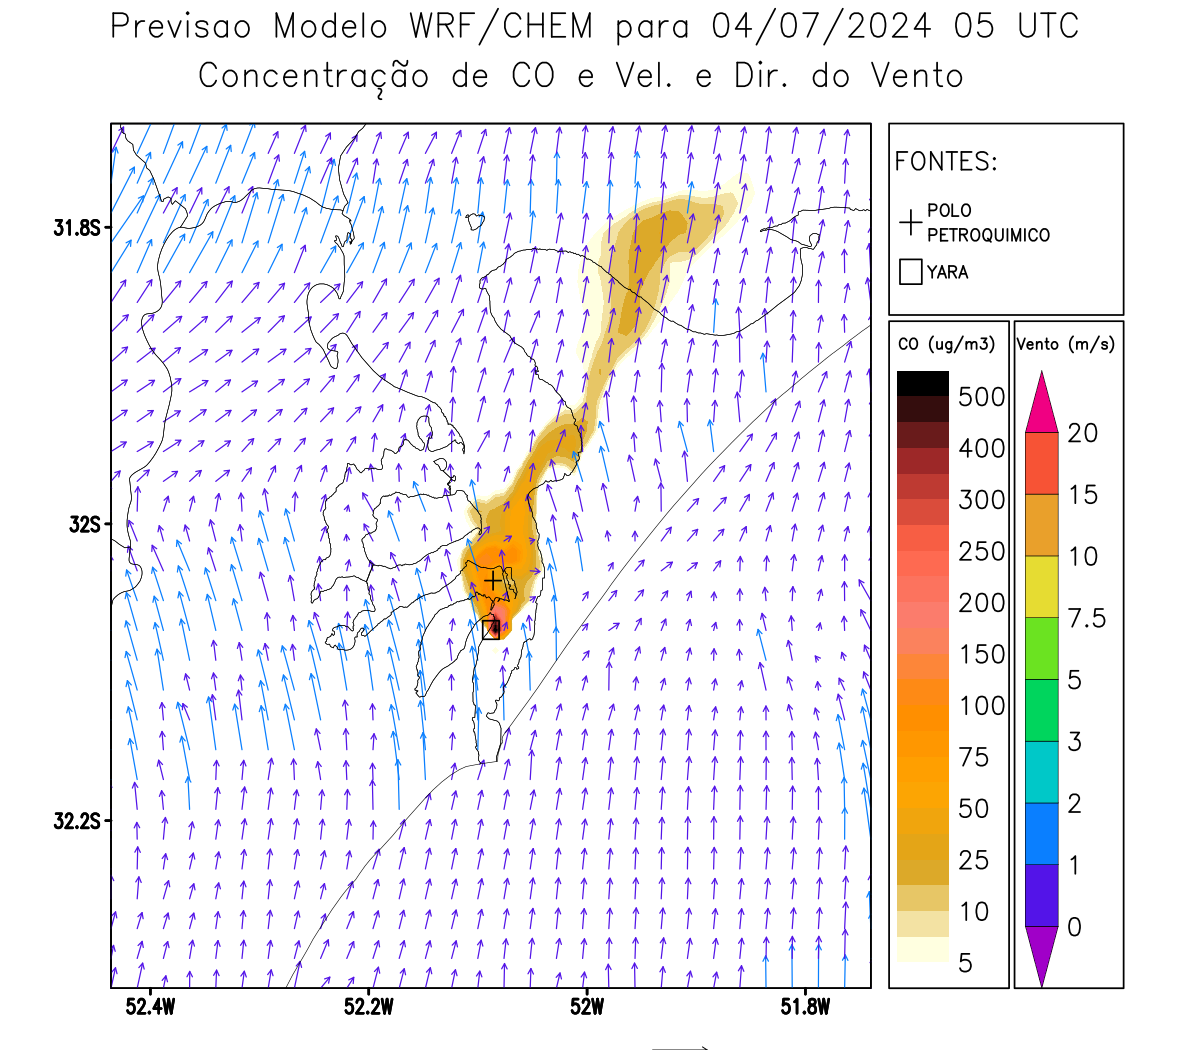 Previsao Modelo WRF/CHEM para 04/07/2024 05 UTC
Concentração de CO e Vel. e Dir. do Vento
FONTES:
POLO
PETROQUIMICO
YARA
CO (ug/m3)
500
400
300
250
200
150
100
75
50
25
10
5
Vento (m/s)
20
15
10
7.5
5
3
2
1
0
31.8S
32S
32.2S
52.4W
52.2W
52W
51.8W